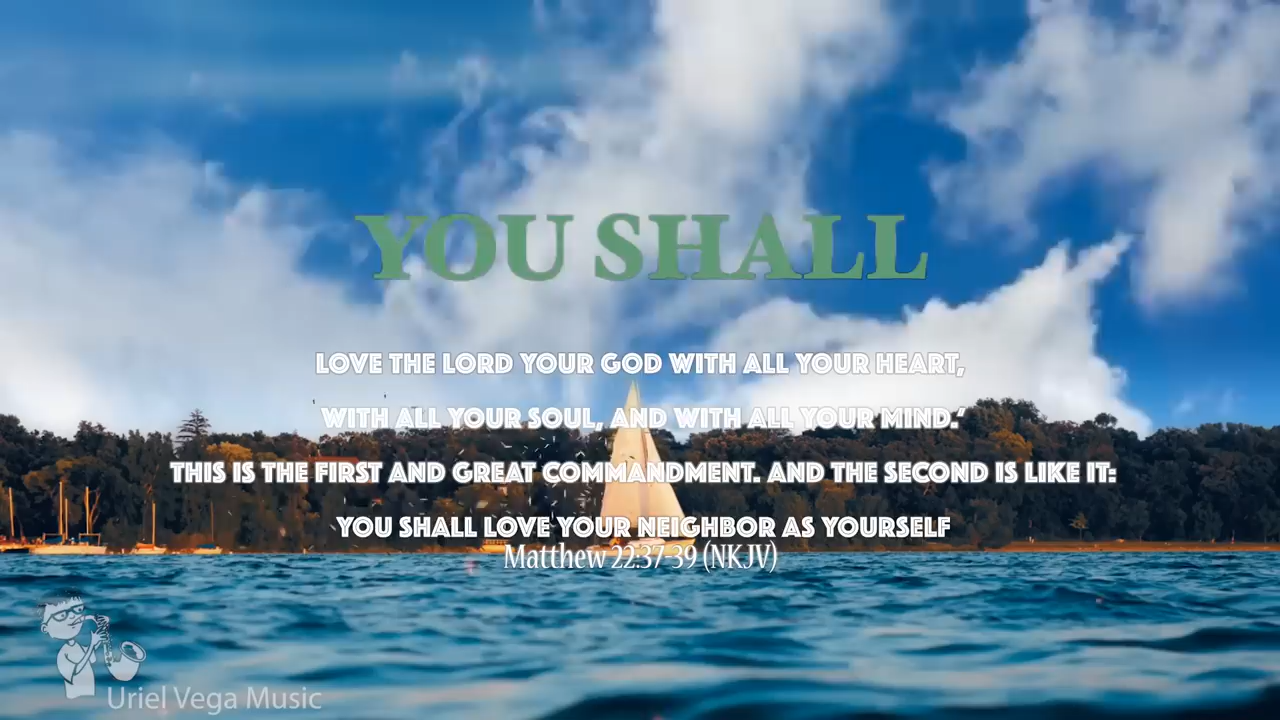 YOU SHALL
LOVE THE LORD YOUR GOD WITH ALL YOUR HEART,
WITH ALL YOUR SOUL, AND WITH ALL YOUR MIND.’
THIS IS THE FIRST AND GREAT COMMANDMENT. AND THE SECOND IS LIKE IT:
YOU SHALL LOVE YOUR NEIGHBOR AS YOURSELF
Matthew 22:37-39 (NKJV)
Uriel Vega Music